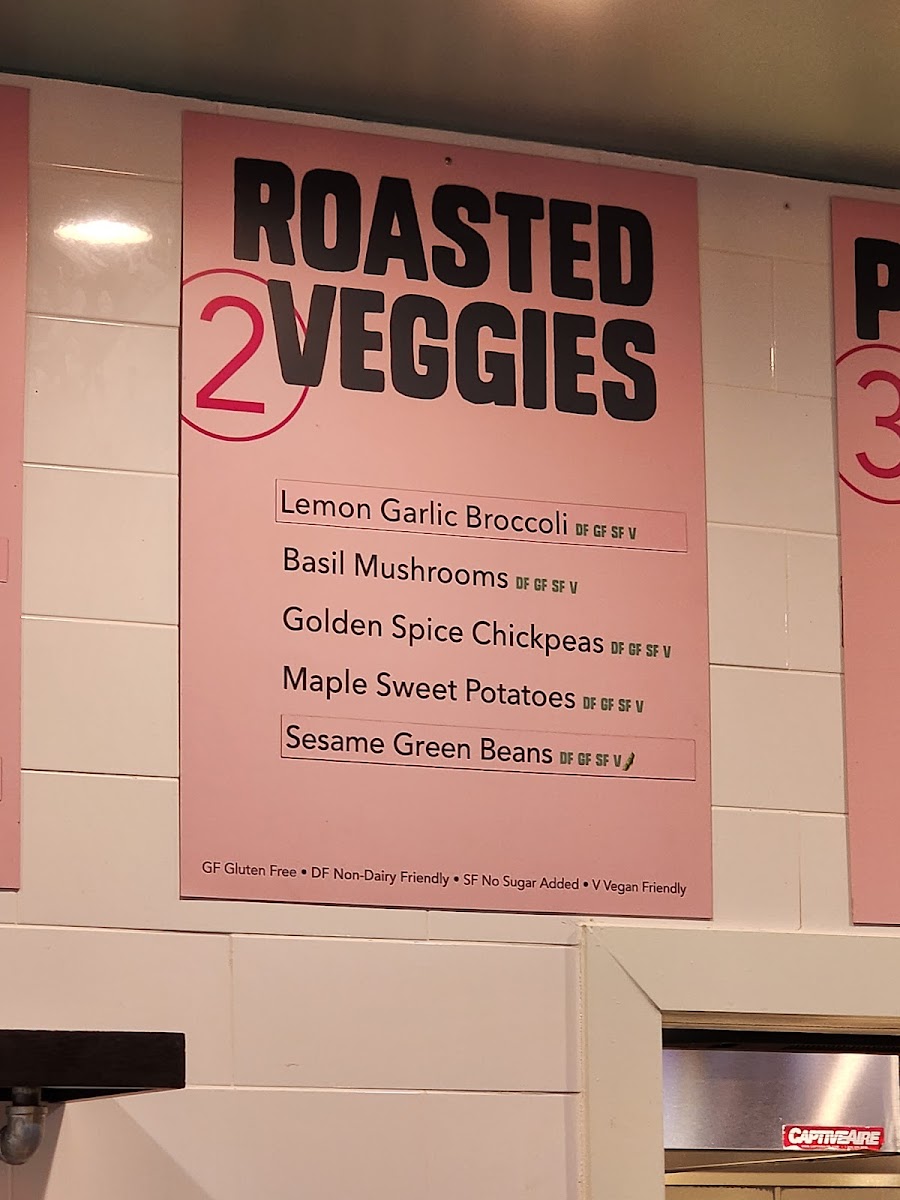 ROASTED
2 VEGGIES
Lemon Garlic Broccoli DF GF SF V
Basil Mushrooms DF GF SF V
Golden Spice Chickpeas DF GF SF V
Maple Sweet Potatoes DF GF SF V
Sesame Green Beans DF GF SF V
GF Gluten Free • DF Non-Dairy Friendly • SF No Sugar Added • V Vegan Friendly
P
3
CAPTIVEAIRE